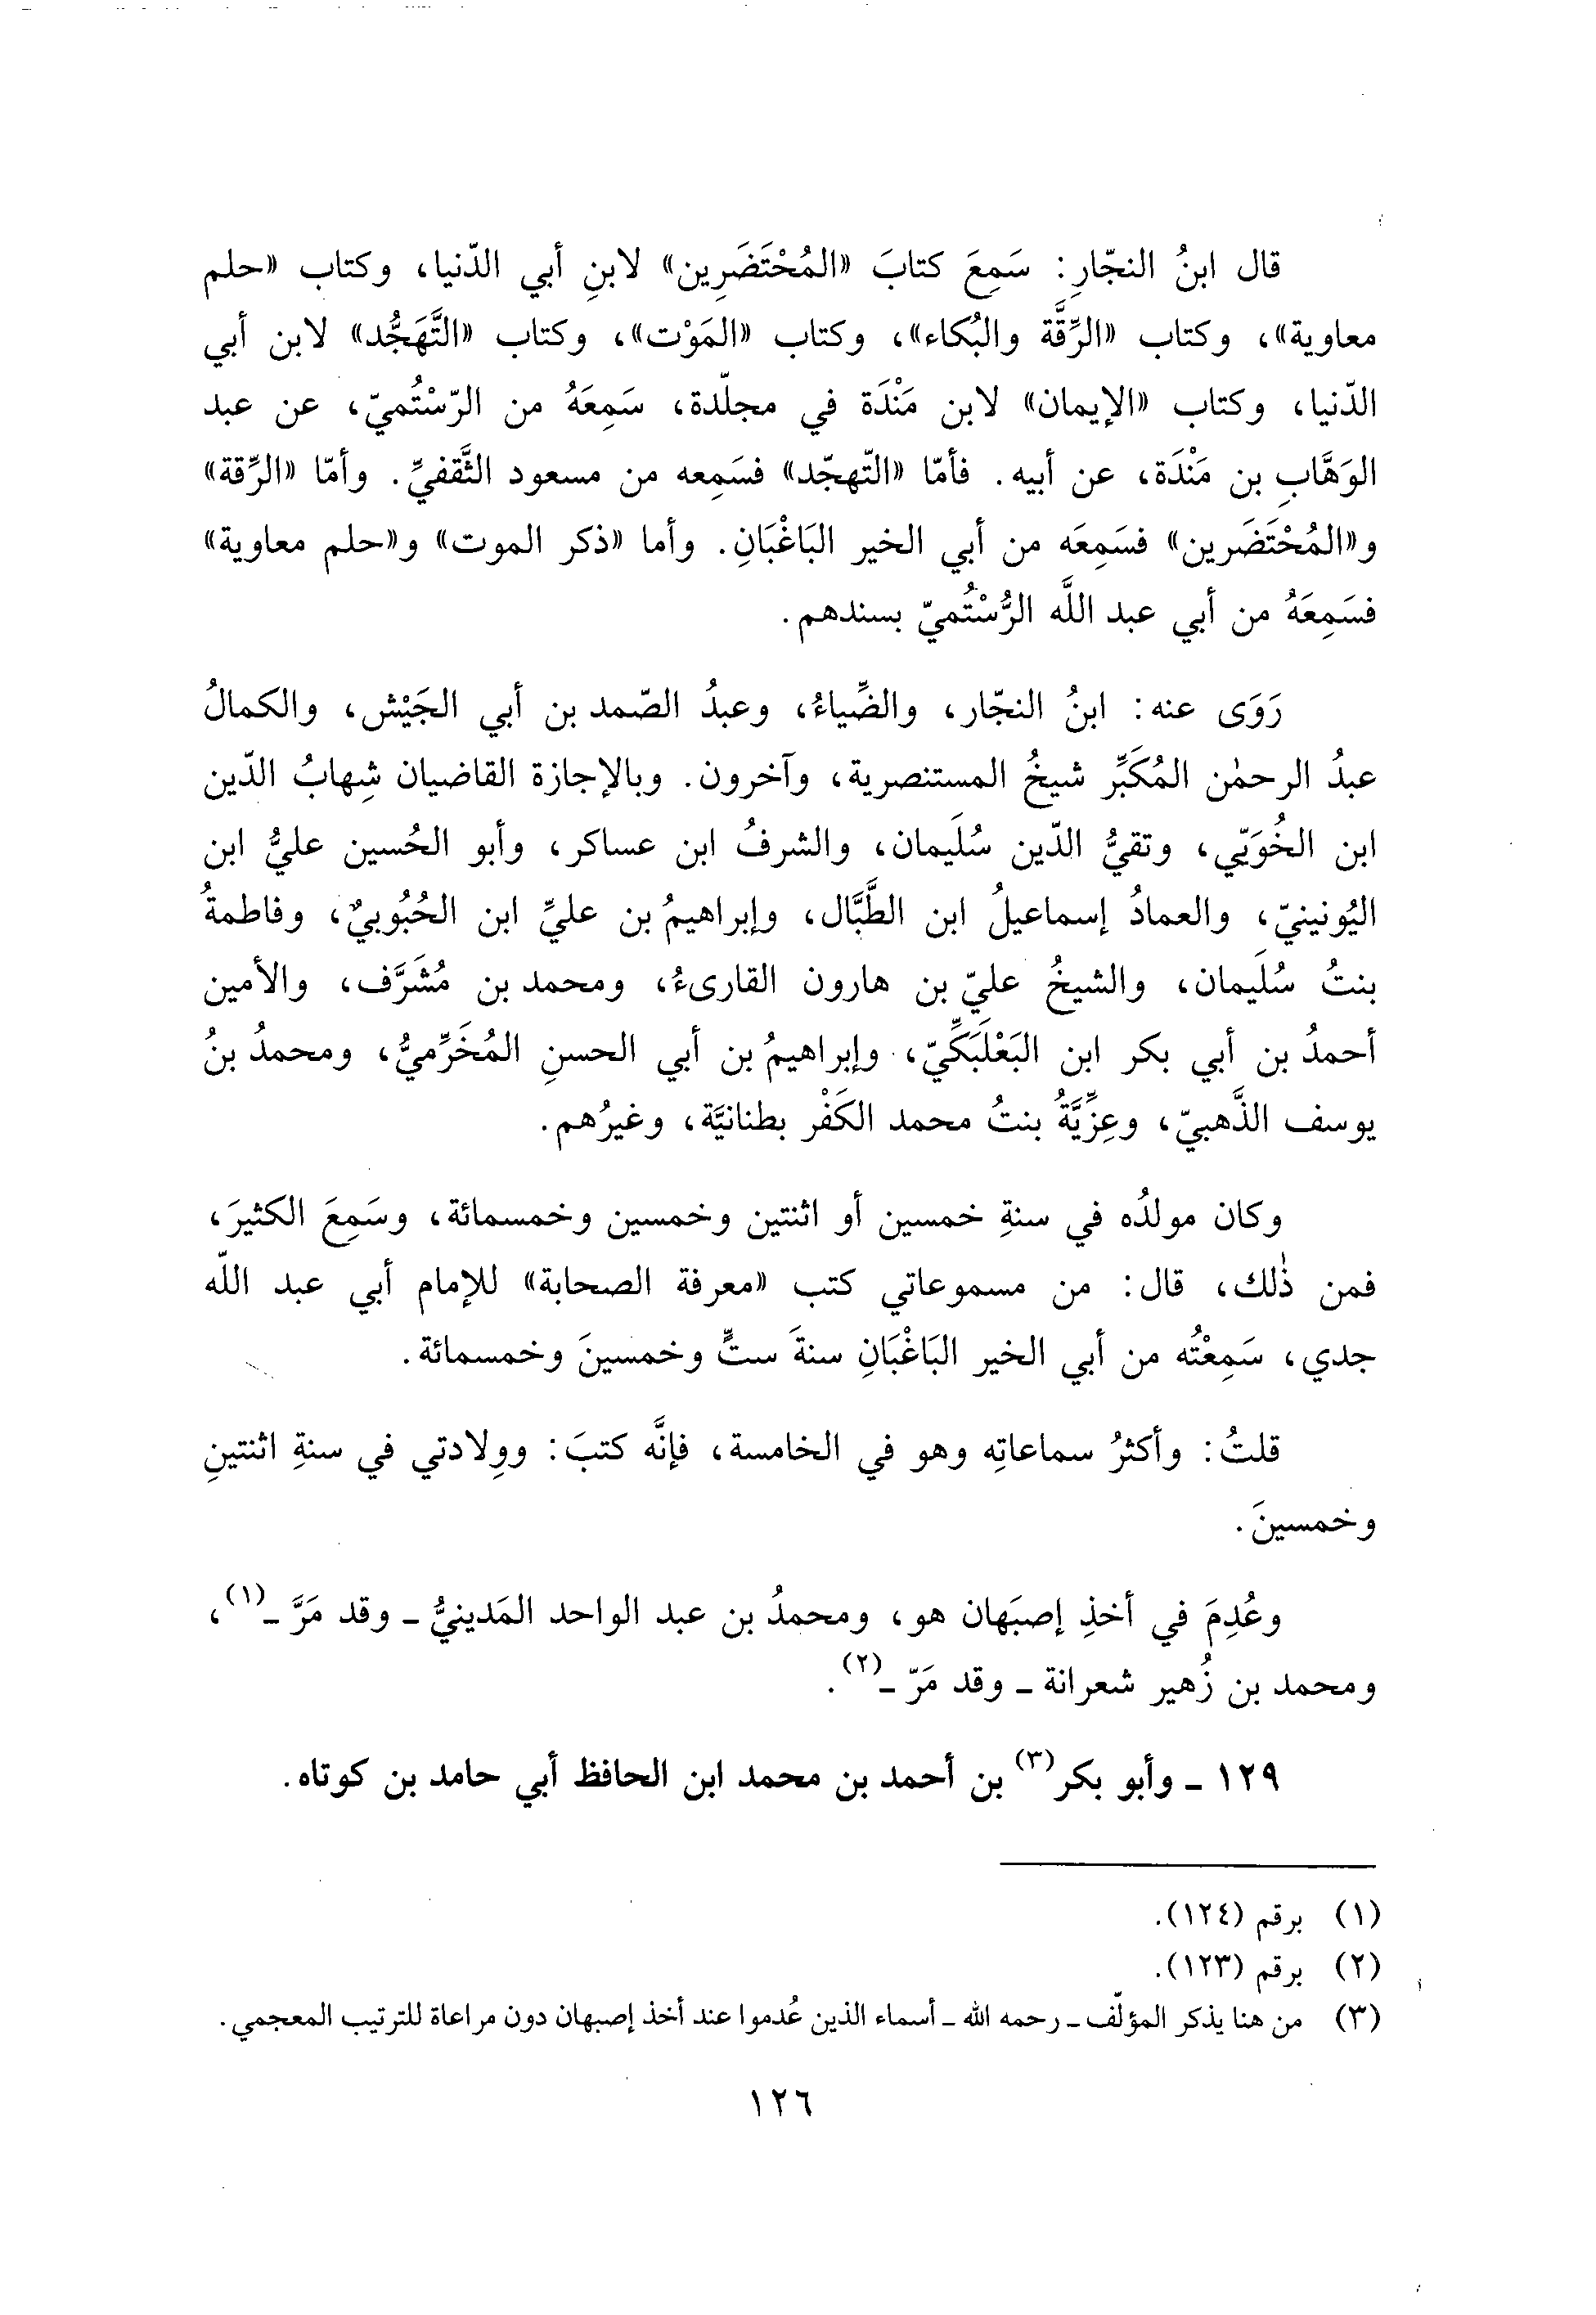 قال ابنُ النجّارِ: سَمِعَ كتابَ «المُحْتَضَرِين» لابنِ أبي الدّنيا، وكتاب «حلم
معاوية»، وكتاب «الرِّقَّة والبُكاء»، وكتاب «المَوْت»، وكتاب «التَّهَجُّد» لابن أبي
الدّنيا، وكتاب «الإيمان» لابن مَنْدَة في مجلّدة، سَمِعَهُ من الرّسْتُميّ، عن عبد
الوَهَّابِ بن مَنْدَة، عن أبيه. فأمّا «التّهجّد» فسَمِعه من مسعود الثَّقفيِّ. وأمّا «الرِّقة»
و«المُحْتَضَرين» فسَمِعَه من أبي الخير البَاغْبَانِ. وأما «ذكر الموت» و«حلم معاوية»
فسَمِعَهُ من أبي عبد اللَّه الرُّسْتُميّ بسندهم.
رَوَى عنه: ابنُ النجّار، والضِّياءُ، وعبدُ الصّمد بن أبي الجَيْش، والكمالُ
عبدُ الرحمٰن المُكَبِّر شيخُ المستنصرية، وآخرون. وبالإجازة القاضيان شِهابُ الدّين
ابن الخُوَيّي، وتقيُّ الدّين سُلَيمان، والشرفُ ابن عساكر، وأبو الحُسين عليُّ ابن
اليُونينيّ، والعمادُ إسماعيلُ ابن الطَّبَّال، وإبراهيمُ بن عليِّ ابن الحُبُوبيٌ، وفاطمةُ
بنتُ سُلَيمان، والشيخُ عليّ بن هارون القارىءُ، ومحمد بن مُشَرَّف، والأمين
أحمدُ بن أبي بكر ابن البَعْلَبَكِّيّ، وإبراهيمُ بن أبي الحسنِ المُخَرِّميُّ، ومحمدُ بنُ
يوسف الذَّهبيّ، وعِزِّيَّةُ بنتُ محمد الكَفْر بطنانيَّة، وغيرُهم.
وكان مولدُه في سنةِ خمسين أو اثنتين وخمسين وخمسمائة، وسَمِعَ الكثيرَ،
فمن ذٰلك، قال: من مسموعاتي كتب «معرفة الصحابة» للإمام أبي عبد اللّه
جدي، سَمِعْتُه من أبي الخير البَاغْبَانِ سنةَ ستٍّ وخمسينَ وخمسمائة.
قلتُ: وأكثرُ سماعاتِه وهو في الخامسة، فإنَّه كتبَ: ووِلادتي في سنةِ اثنتينِ
وخمسينَ.
وعُدِمَ في أخذِ إصبَهان هو، ومحمدُ بن عبد الواحد المَدينيُّ ـ وقد مَرَّ ـ(١)،
ومحمد بن زُهير شعرانة ـ وقد مَرّ ـ(٢).
١٢٩ ـ وأبو بكر(٣) بن أحمد بن محمد ابن الحافظ أبي حامد بن كوتاه.
(١) برقم (١٢٤).
(٢) برقم (١٢٣).
(٣) من هنا يذكر المؤلّف ـ رحمه الله ـ أسماء الذين عُدموا عند أخذ إصبهان دون مراعاة للترتيب المعجمي.
١٢٦